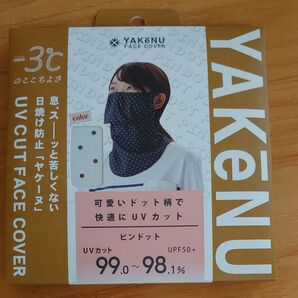 YAKeNU
FACE COVER
-3℃
のここちよさ
息、スーッと苦しくない
日焼け防止「ヤケーヌ」
UV CUT FACE COVER
color
可愛いドット柄で
快適にUVカット
ピンドット
UVカット UPF50+
99.0～98.1%
YAKēNU